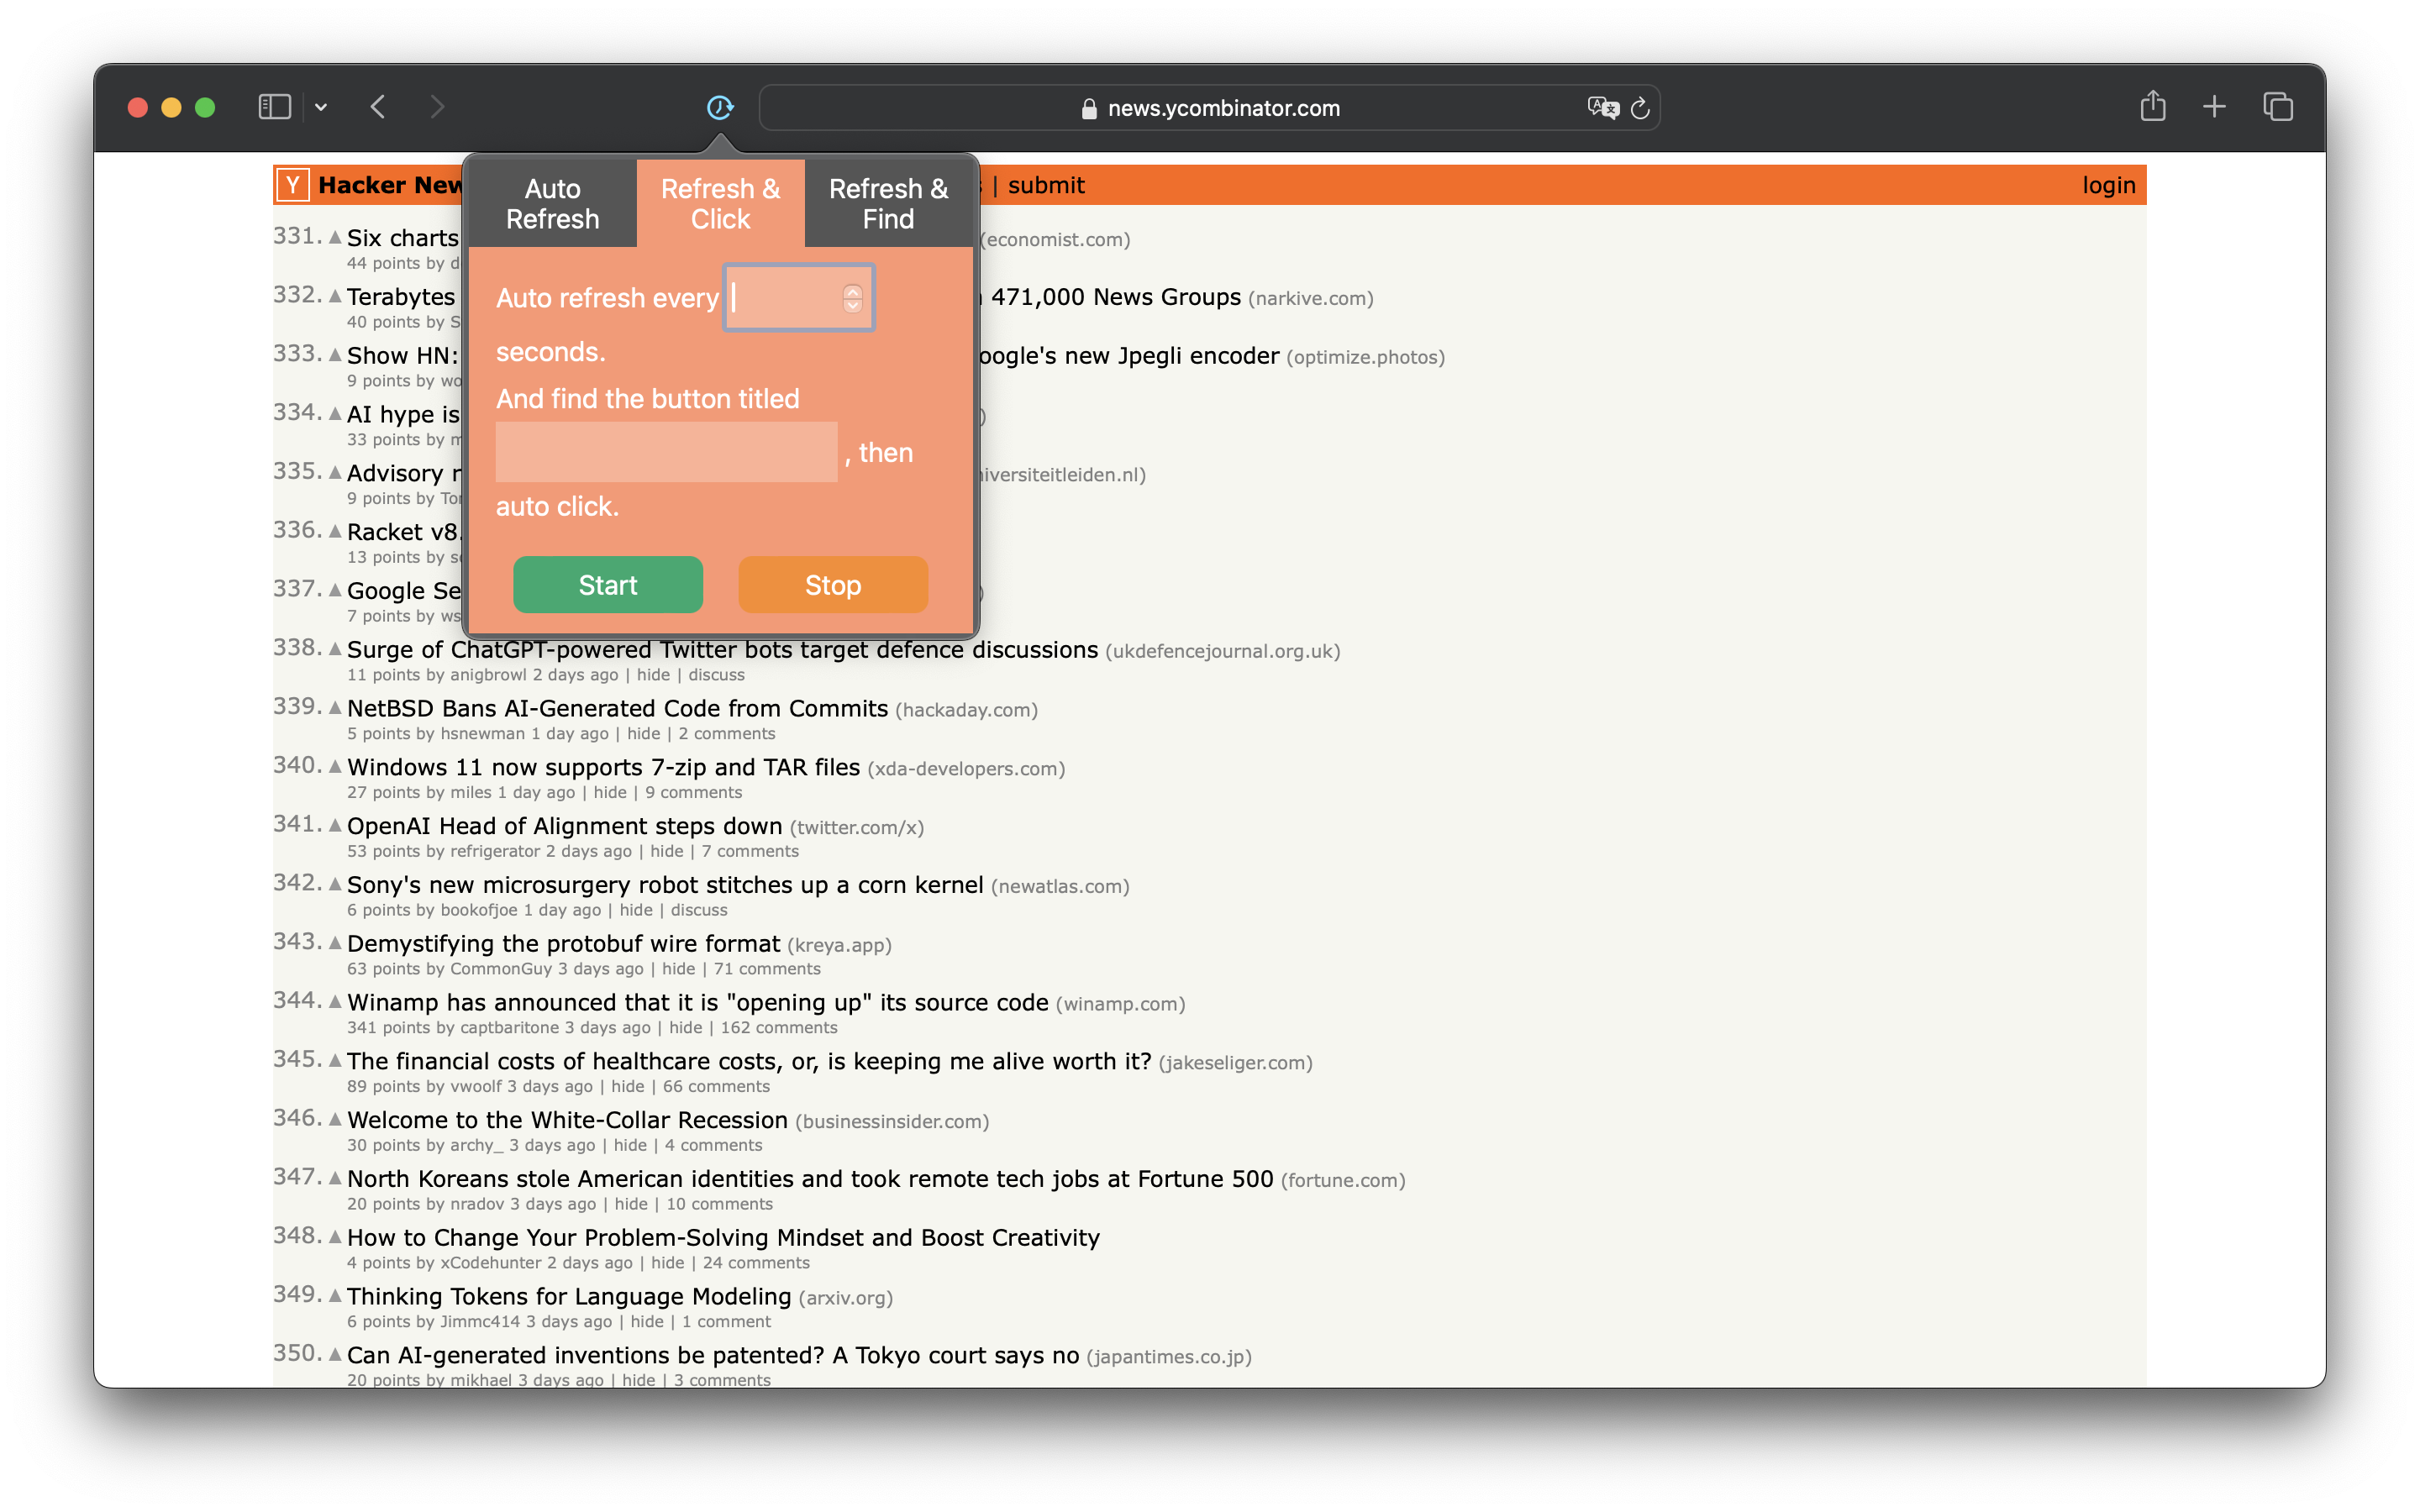 news.ycombinator.com
Y Hacker New | submit login
Auto Refresh
Refresh & Click
Refresh & Find
Auto refresh every
seconds.
And find the button titled
, then
auto click.
Start Stop
331. Six charts (economist.com)
44 points by
332. Terabytes 471,000 News Groups (narkive.com)
40 points by
333. Show HN: new Jpegli encoder (optimize.photos)
9 points by
334. AI hype is
33 points by
335. Advisory
9 points by
336. Racket
13 points by
337. Google
7 points by
338. Surge of ChatGPT-powered Twitter bots target defence discussions (ukdefencejournal.org.uk)
11 points by anigbrowl 2 days ago | hide | discuss
339. NetBSD Bans AI-Generated Code from Commits (hackaday.com)
5 points by hsnewman 1 day ago | hide | 2 comments
340. Windows 11 now supports 7-zip and TAR files (xda-developers.com)
27 points by miles 1 day ago | hide | 9 comments
341. OpenAI Head of Alignment steps down (twitter.com/x)
53 points by refrigerator 2 days ago | hide | 7 comments
342. Sony's new microsurgery robot stitches up a corn kernel (newatlas.com)
6 points by bookofjoe 1 day ago | hide | discuss
343. Demystifying the protobuf wire format (kreya.app)
63 points by CommonGuy 3 days ago | hide | 71 comments
344. Winamp has announced that it is "opening up" its source code (winamp.com)
341 points by captbaritone 3 days ago | hide | 162 comments
345. The financial costs of healthcare costs, or, is keeping me alive worth it? (jakeseliger.com)
89 points by vwoolf 3 days ago | hide | 66 comments
346. Welcome to the White-Collar Recession (businessinsider.com)
30 points by archy_ 3 days ago | hide | 4 comments
347. North Koreans stole American identities and took remote tech jobs at Fortune 500 (fortune.com)
20 points by nradov 3 days ago | hide | 10 comments
348. How to Change Your Problem-Solving Mindset and Boost Creativity
4 points by xCodehunter 2 days ago | hide | 24 comments
349. Thinking Tokens for Language Modeling (arxiv.org)
6 points by Jimmc414 3 days ago | hide | 1 comment
350. Can AI-generated inventions be patented? A Tokyo court says no (japantimes.co.jp)
20 points by mikhael 3 days ago | hide | 3 comments